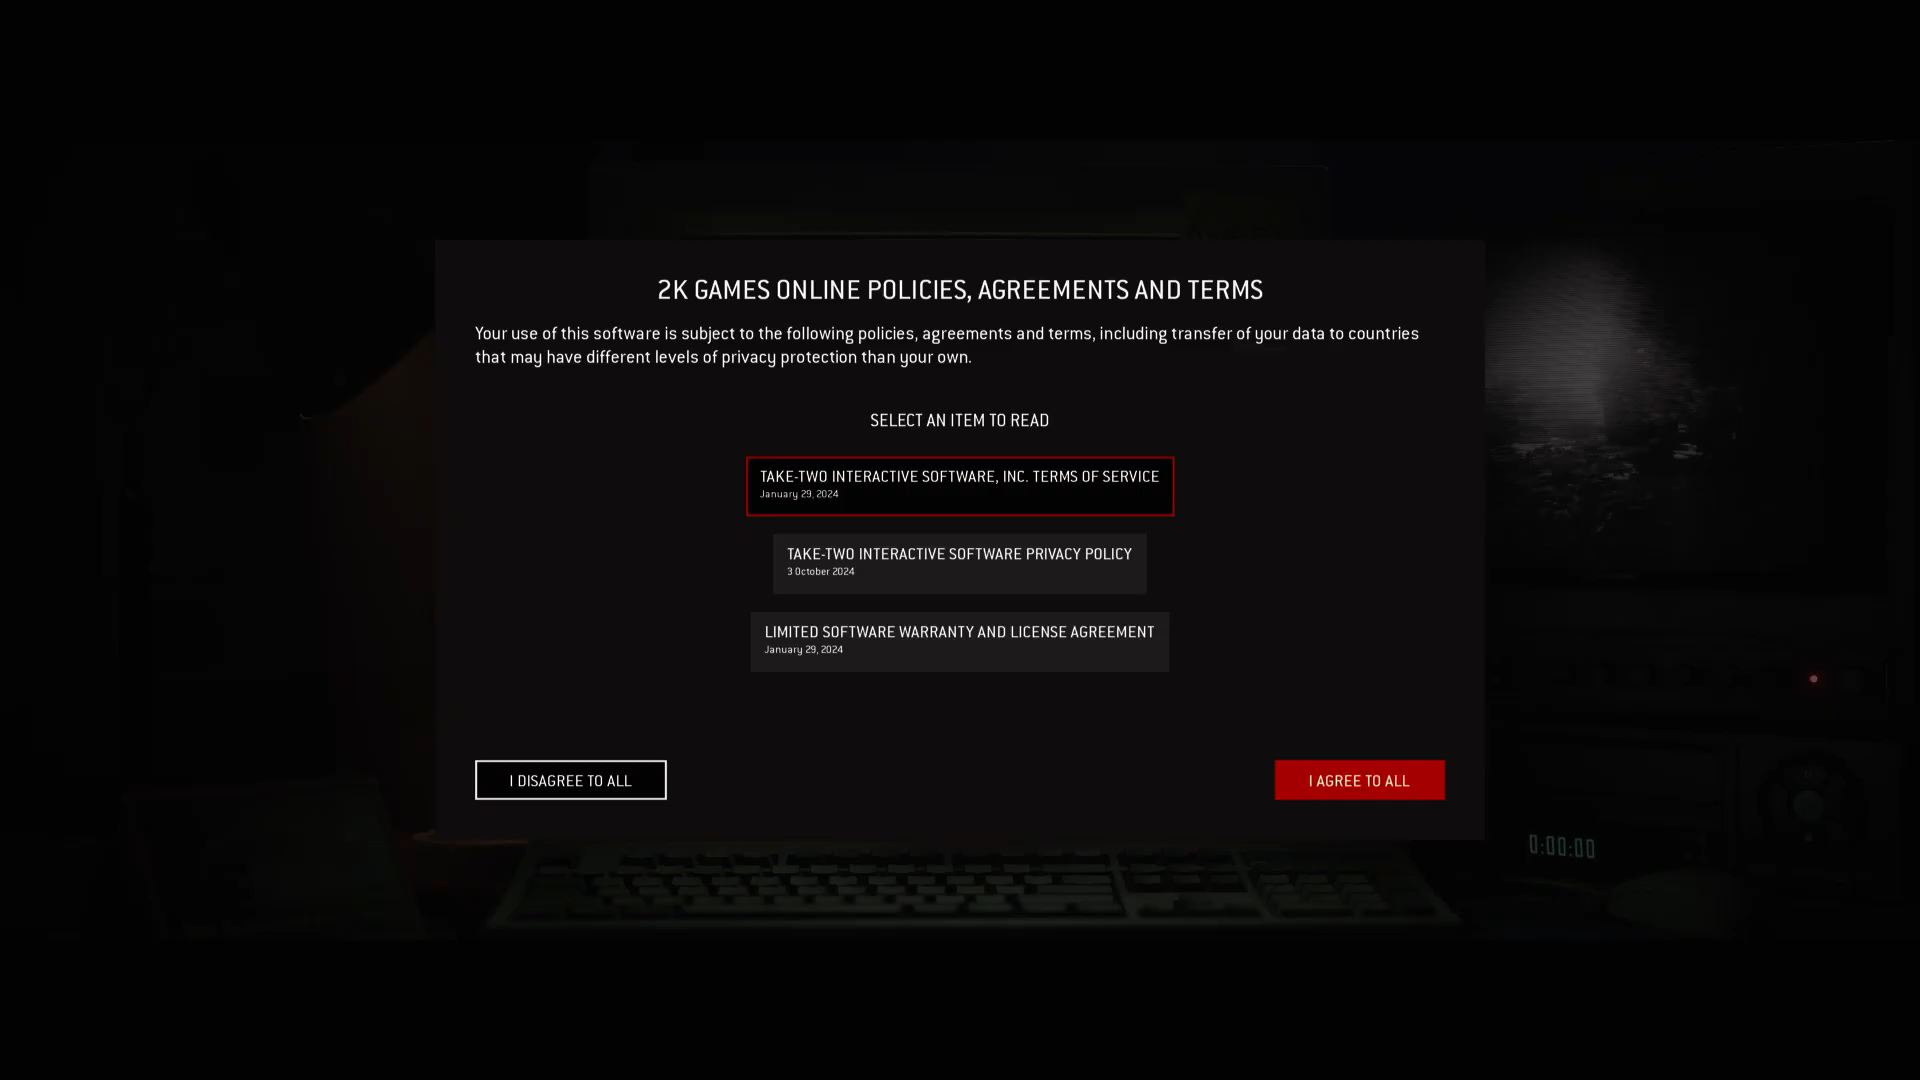 2K GAMES ONLINE POLICIES, AGREEMENTS AND TERMS
Your use of this software is subject to the following policies, agreements and terms, including transfer of your data to countries
that may have different levels of privacy protection than your own.
SELECT AN ITEM TO READ
TAKE-TWO INTERACTIVE SOFTWARE, INC. TERMS OF SERVICE
January 29, 2024
TAKE-TWO INTERACTIVE SOFTWARE PRIVACY POLICY
3 October 2024
LIMITED SOFTWARE WARRANTY AND LICENSE AGREEMENT
January 29, 2024
I DISAGREE TO ALL
I AGREE TO ALL
0:00:00